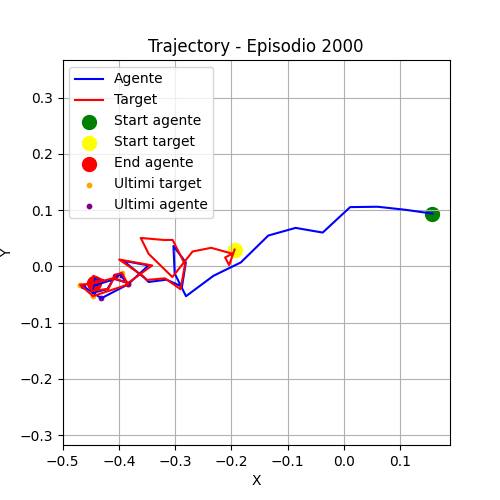 Trajectory - Episodio 2000
Agente
Target
Start agente
Start target
End agente
Ultimi target
Ultimi agente
0.3
0.2
0.1
0.0
−0.1
−0.2
−0.3
Y
−0.5
−0.4
−0.3
−0.2
−0.1
0.0
0.1
X